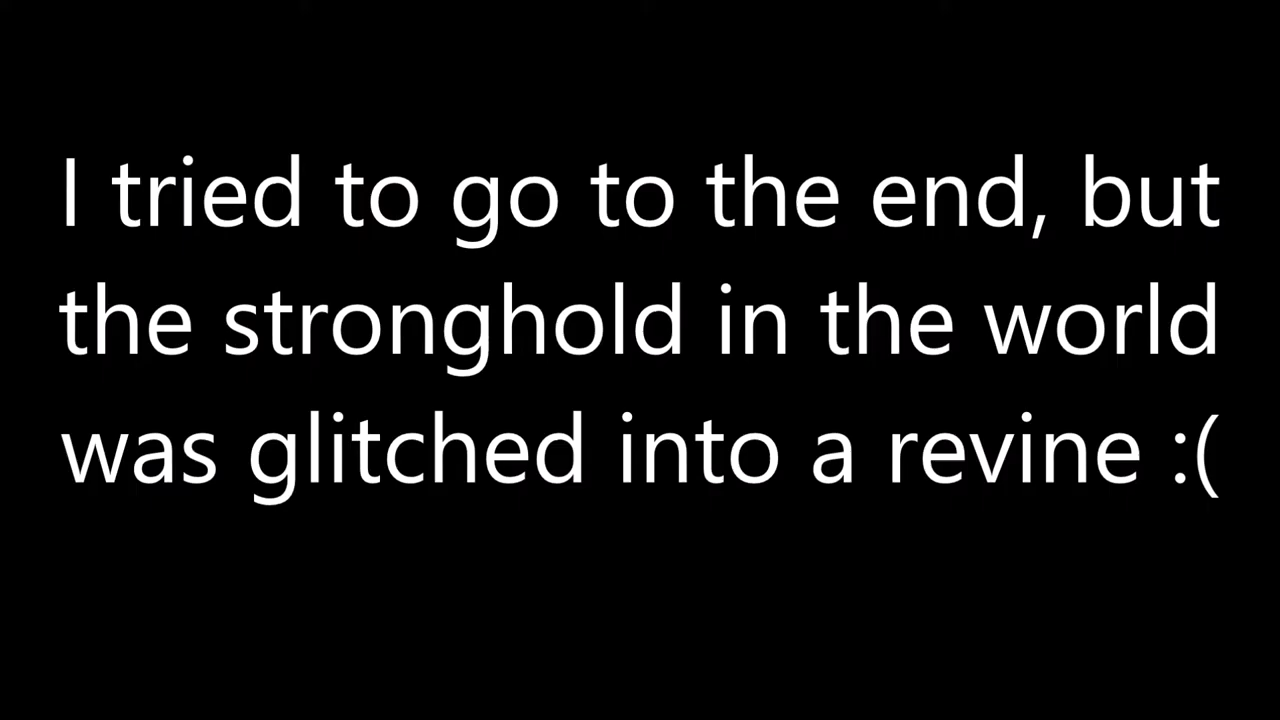 I tried to go to the end, but
the stronghold in the world
was glitched into a revine :(